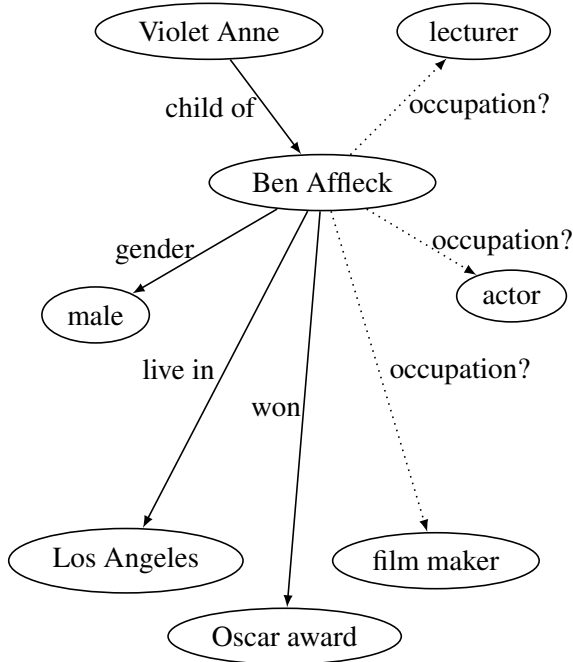 Violet Anne
lecturer
child of
occupation?
Ben Affleck
gender
occupation?
male
actor
live in
occupation?
won
Los Angeles
film maker
Oscar award